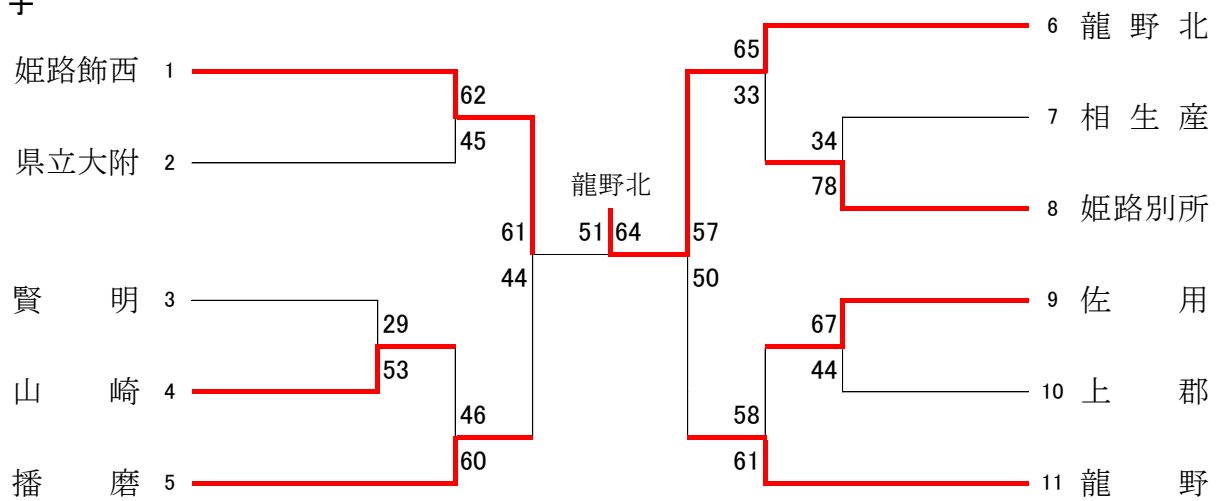 子
姫路飾西 1
県立大附 2
賢 明 3
山 崎 4
播 磨 5
62
45
29
53
46
60
61
44
龍野北
51 64
57
50
65
33
34
78
67
44
58
61
6 龍 野 北
7 相 生 産
8 姫路別所
9 佐 用
10 上 郡
11 龍 野